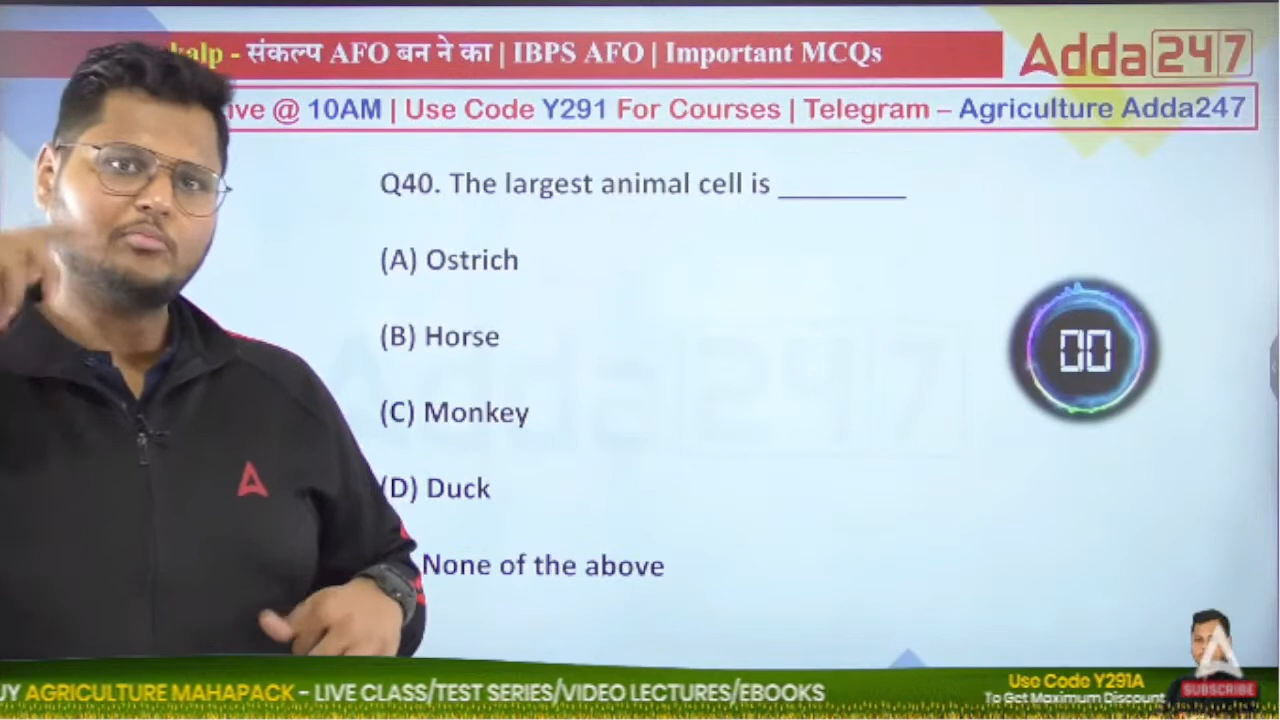 kalp - संकल्प AFO बन ने का | IBPS AFO | Important MCQs
Adda247
ive @ 10AM | Use Code Y291 For Courses | Telegram – Agriculture Adda247
Q40. The largest animal cell is ________
(A) Ostrich
(B) Horse
00
(C) Monkey
(D) Duck
None of the above
UY AGRICULTURE MAHAPACK - LIVE CLASS/TEST SERIES/VIDEO LECTURES/EBOOKS
Use Code Y291A
To Get Maximum Discount
SUBSCRIBE